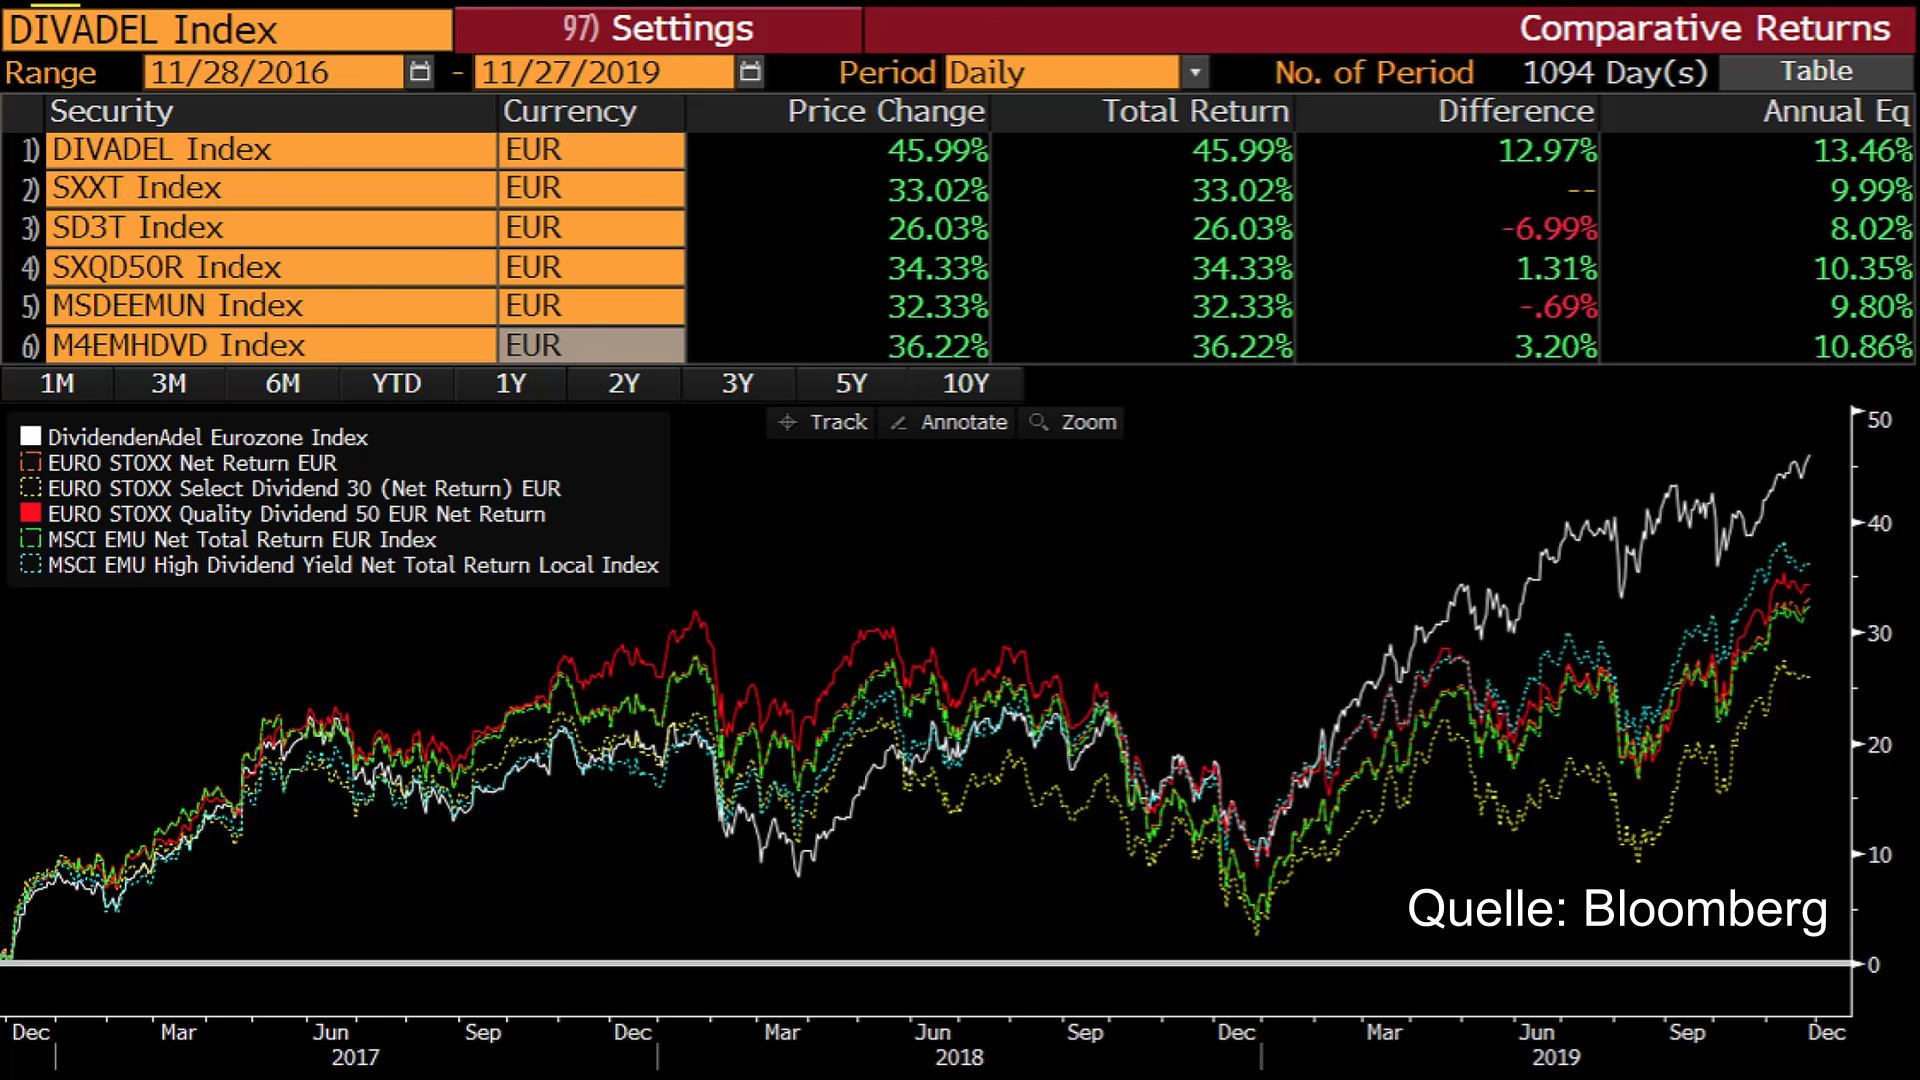 DIVADEL Index 97) Settings Comparative Returns
Range 11/28/2016 - 11/27/2019 Period Daily No. of Period 1094 Day(s) Table
Security Currency Price Change Total Return Difference Annual Eq
1) DIVADEL Index EUR 45.99% 45.99% 12.97% 13.46%
2) SXXT Index EUR 33.02% 33.02% -- 9.99%
3) SD3T Index EUR 26.03% 26.03% -6.99% 8.02%
4) SXQD50R Index EUR 34.33% 34.33% 1.31% 10.35%
5) MSDEEMUN Index EUR 32.33% 32.33% -.69% 9.80%
6) M4EMHDVD Index EUR 36.22% 36.22% 3.20% 10.86%
1M 3M 6M YTD 1Y 2Y 3Y 5Y 10Y
Track Annotate Zoom
DividendenAdel Eurozone Index
EURO STOXX Net Return EUR
EURO STOXX Select Dividend 30 (Net Return) EUR
EURO STOXX Quality Dividend 50 EUR Net Return
MSCI EMU Net Total Return EUR Index
MSCI EMU High Dividend Yield Net Total Return Local Index
50
40
30
20
10
0
Quelle: Bloomberg
Dec Mar Jun Sep Dec Mar Jun Sep Dec Mar Jun Sep Dec
2017 2018 2019